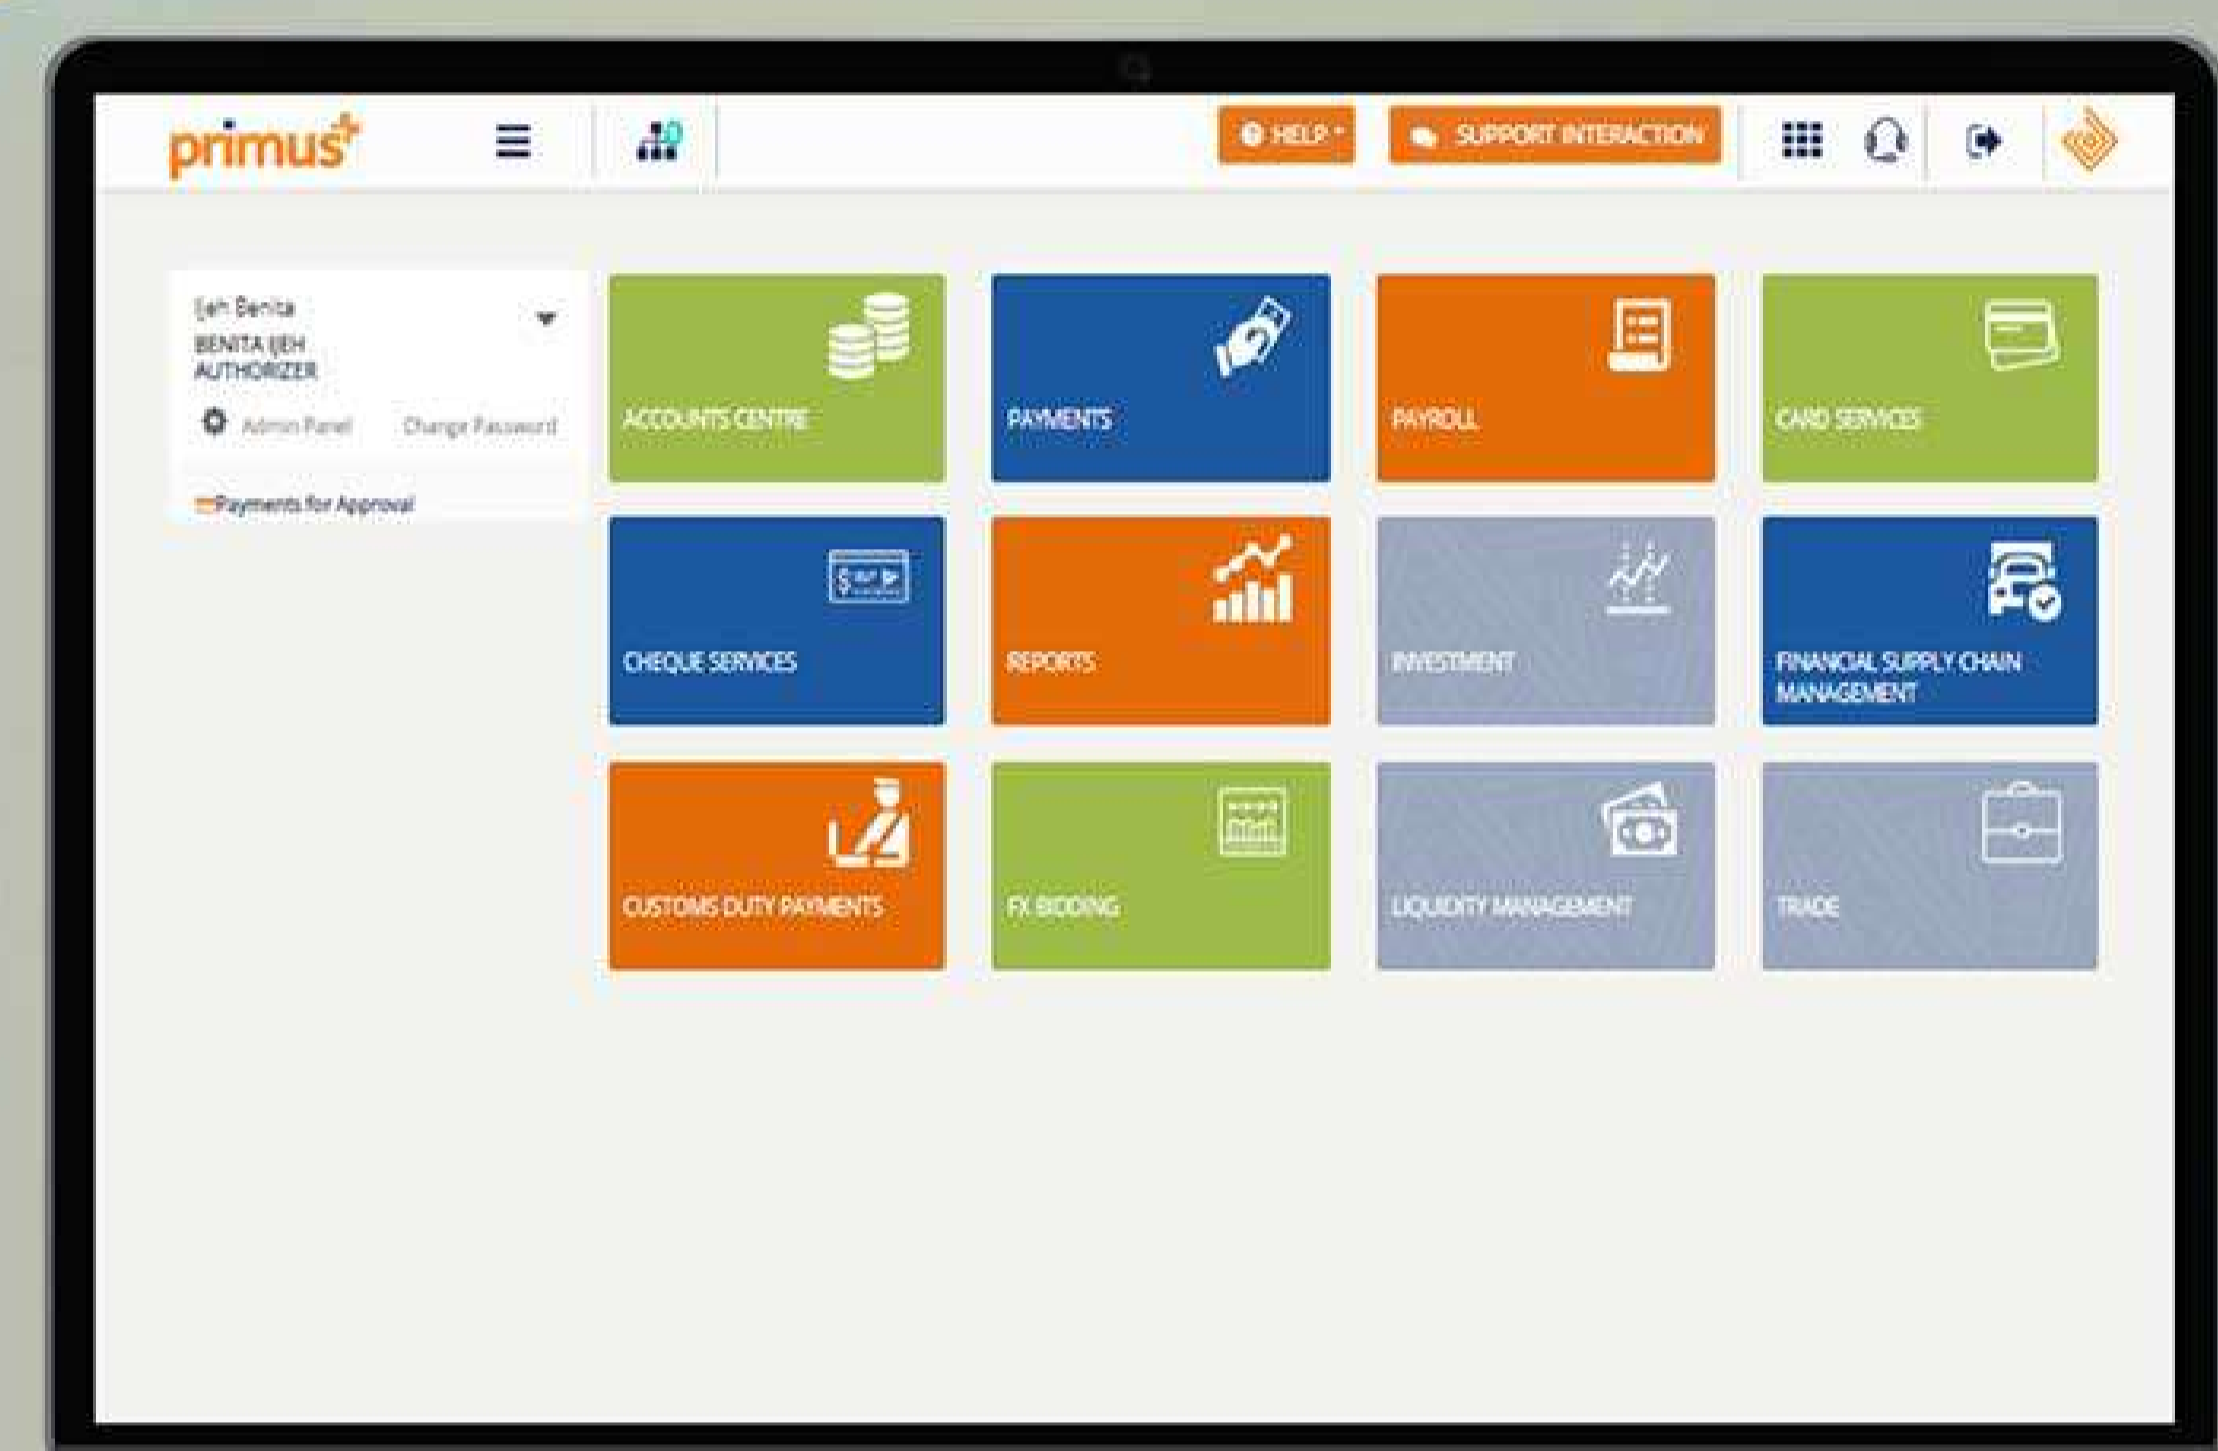 primus+
HELP
SUPPORT INTERACTION
Ijeh Benita
BENITA IJEH
AUTHORIZER
Admin Panel Change Password
Payments for Approval
ACCOUNTS CENTRE
PAYMENTS
PAYROLL
CARD SERVICES
CHEQUE SERVICES
REPORTS
INVESTMENT
FINANCIAL SUPPLY CHAIN
MANAGEMENT
CUSTOMS DUTY PAYMENTS
FX BIDDING
LIQUIDITY MANAGEMENT
TRADE